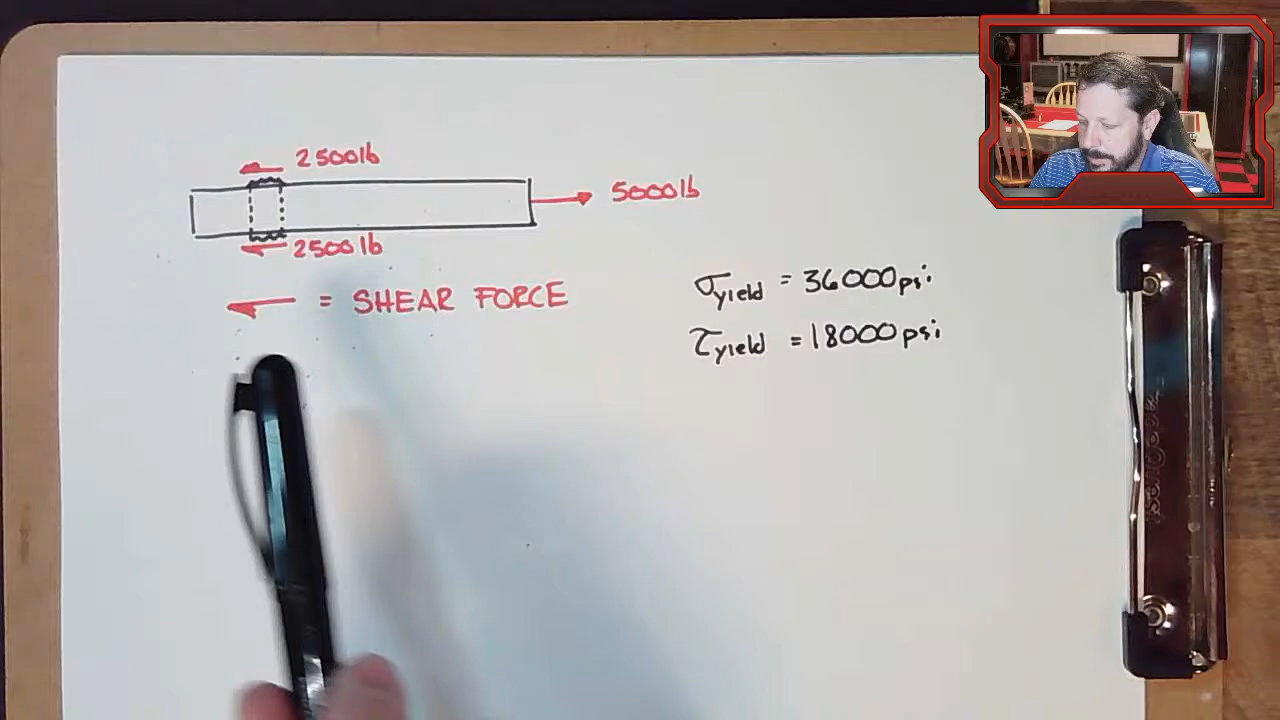 2500lb
5000lb
2500lb
= SHEAR FORCE
σyield = 36000psi
τyield = 18000psi